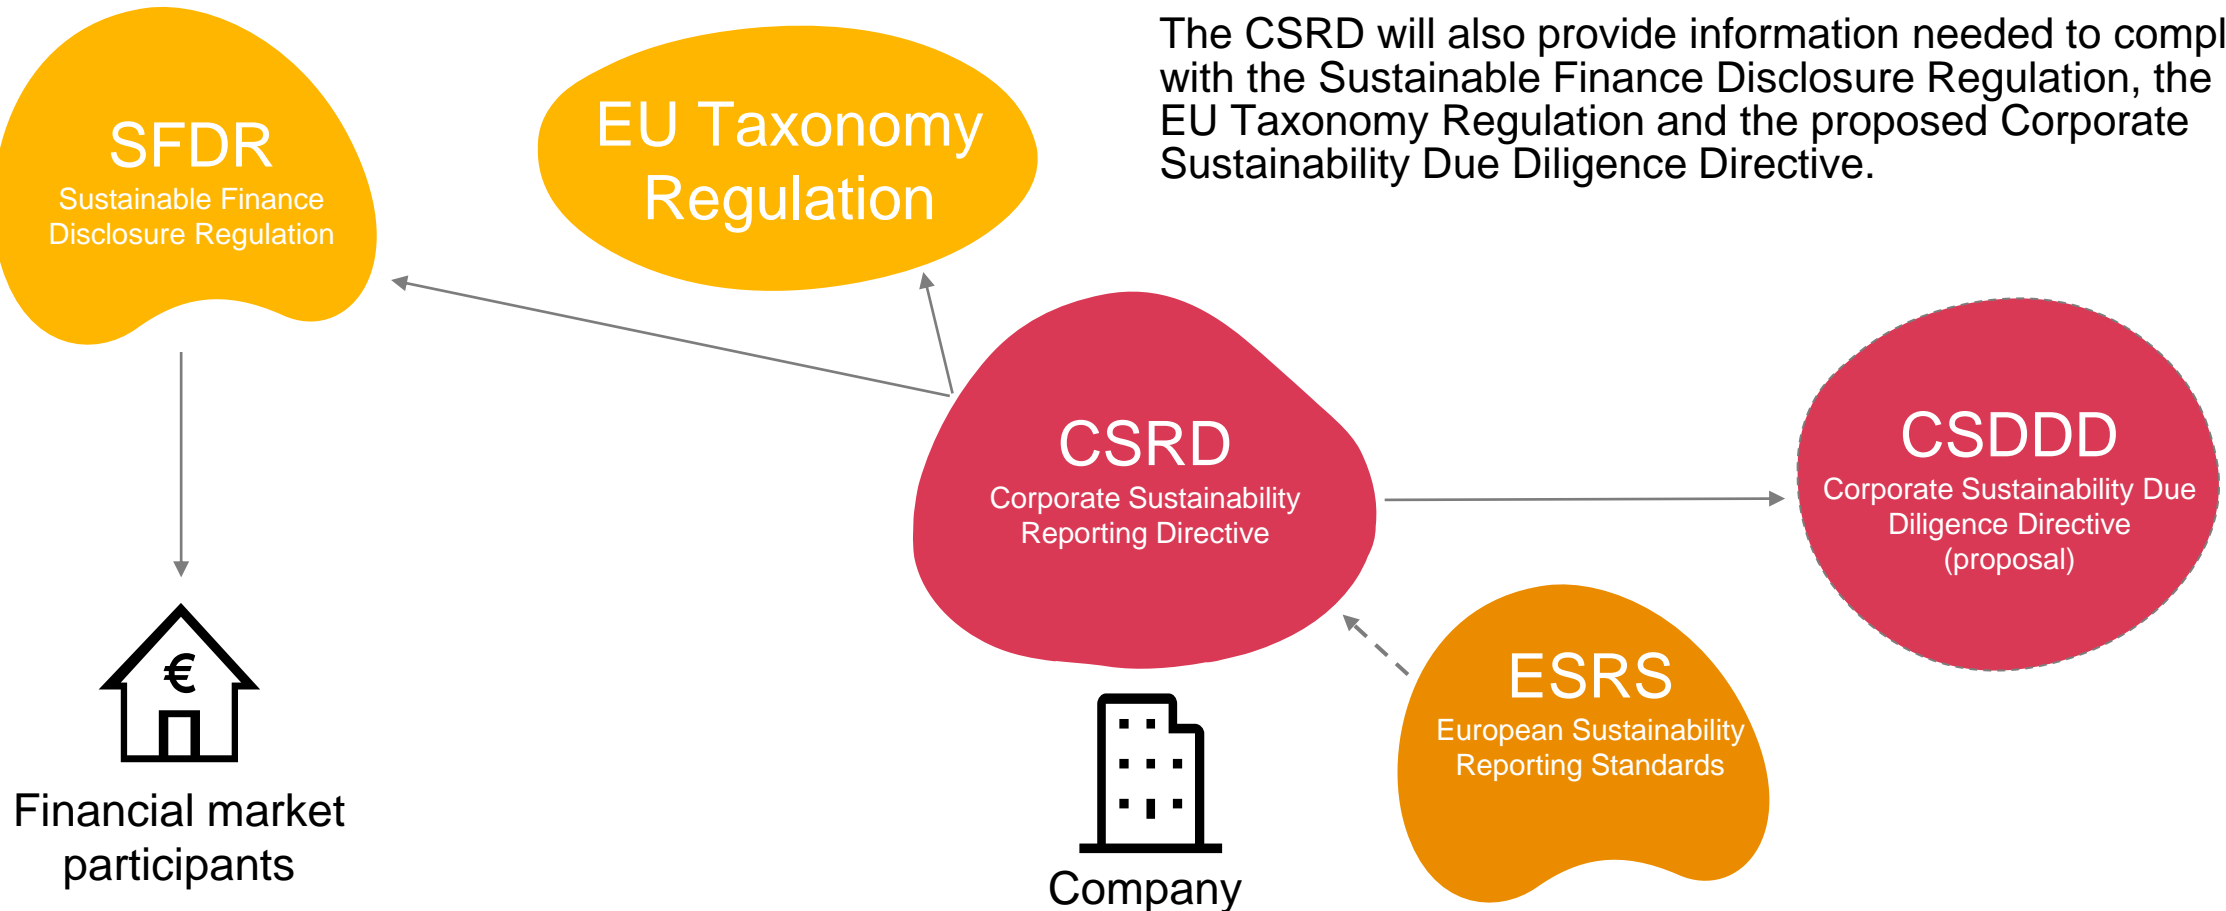 The CSRD will also provide information needed to compl
with the Sustainable Finance Disclosure Regulation, the
EU Taxonomy Regulation and the proposed Corporate
Sustainability Due Diligence Directive.
SFDR
Sustainable Finance
Disclosure Regulation
EU Taxonomy
Regulation
CSRD
Corporate Sustainability
Reporting Directive
CSDDD
Corporate Sustainability Due
Diligence Directive
(proposal)
ESRS
European Sustainability
Reporting Standards
€
Financial market
participants
Company